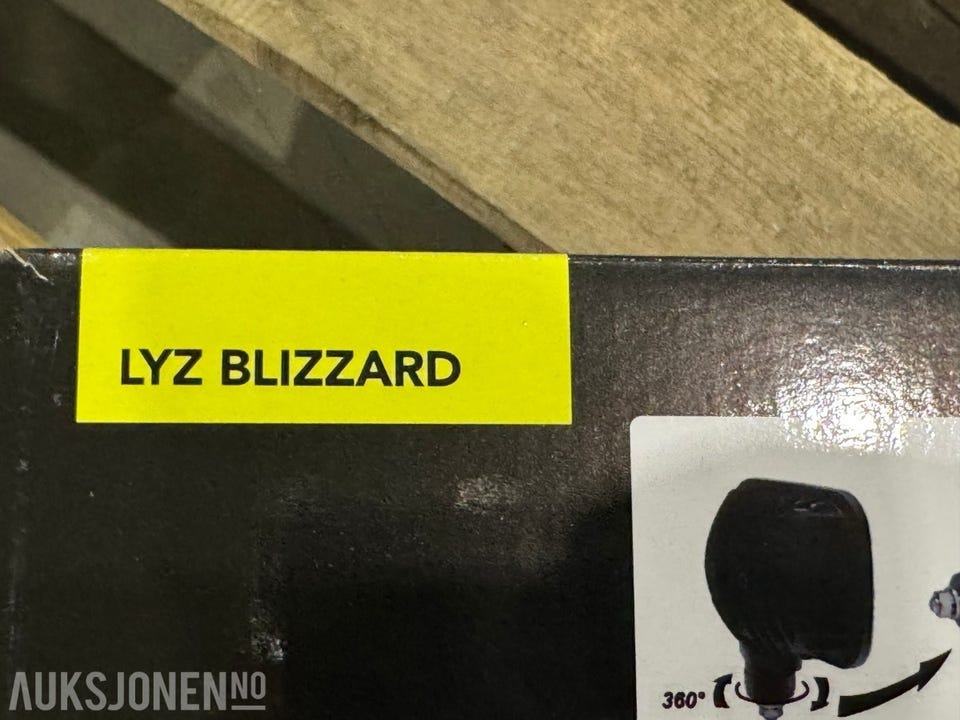 LYZ BLIZZARD
360°
AUKSJONEN NO